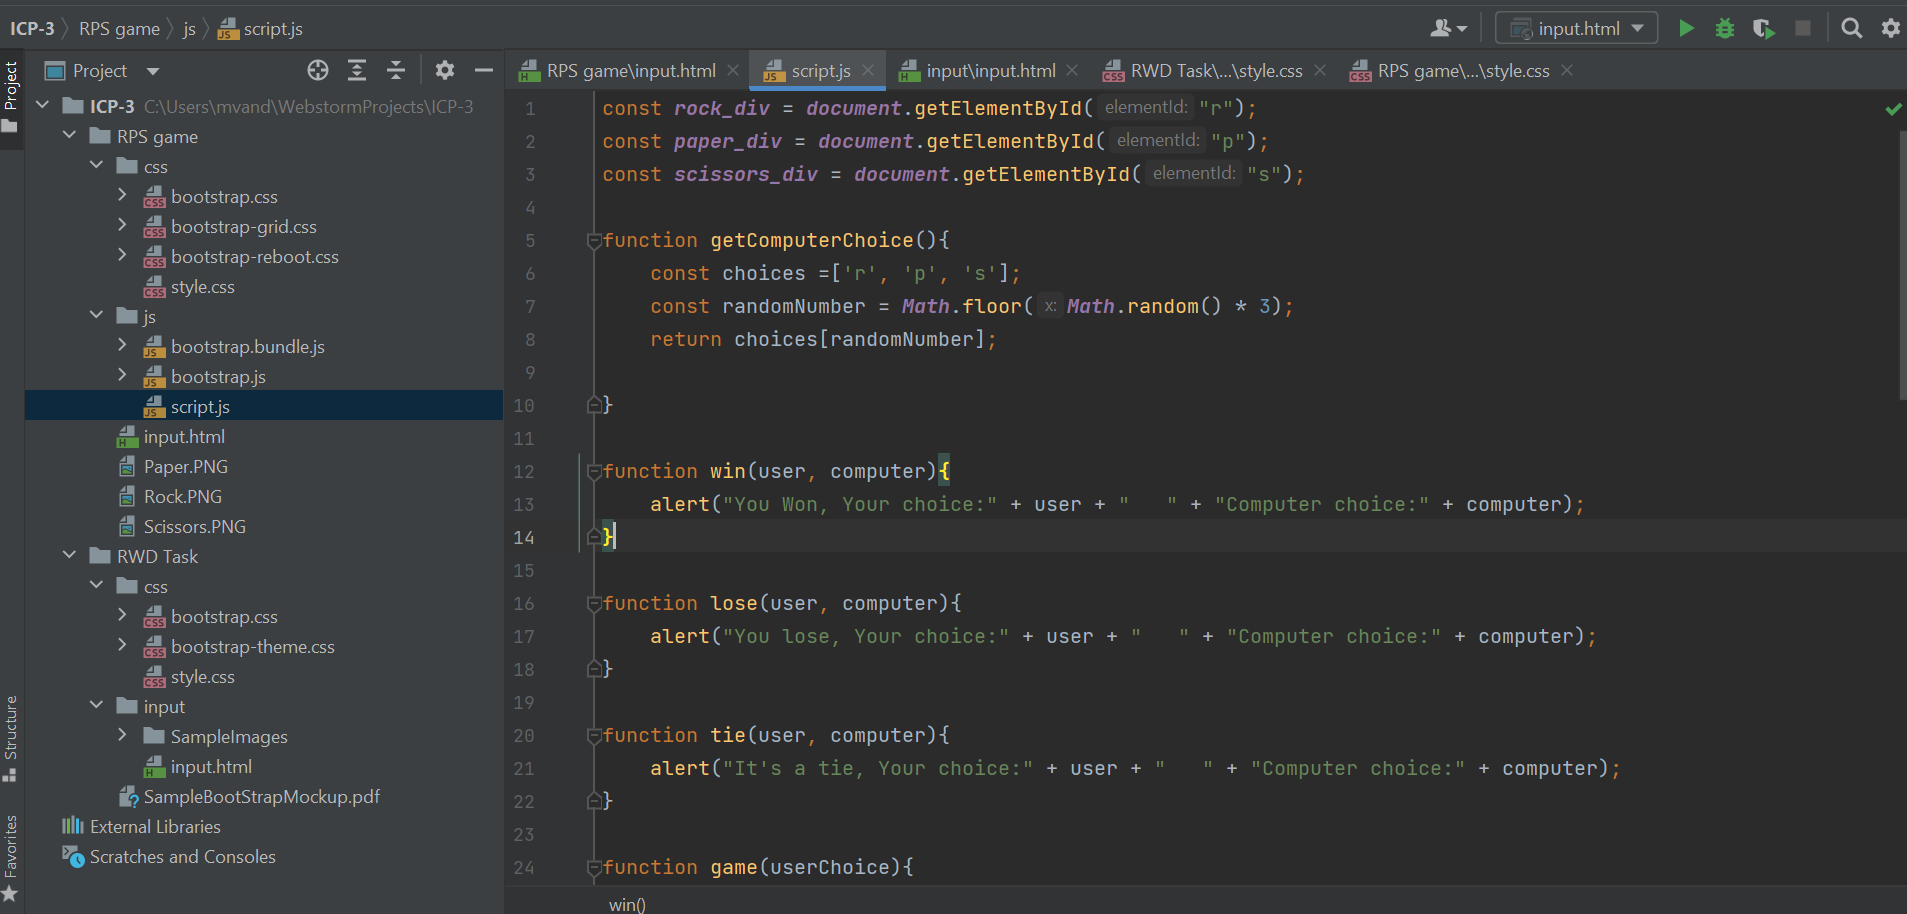 ICP-3 RPS game js script.js input.html
Project
Project
RPS game\input.html script.js input\input.html RWD Task\...\style.css RPS game\...\style.css
ICP-3 C:\Users\mvand\WebstormProjects\ICP-3
RPS game
css
bootstrap.css
bootstrap-grid.css
bootstrap-reboot.css
style.css
js
bootstrap.bundle.js
bootstrap.js
script.js
input.html
Paper.PNG
Rock.PNG
Scissors.PNG
RWD Task
css
bootstrap.css
bootstrap-theme.css
style.css
input
SampleImages
input.html
SampleBootStrapMockup.pdf
External Libraries
Scratches and Consoles
Structure
Favorites
1 const rock_div = document.getElementById( elementId: "r");
2 const paper_div = document.getElementById( elementId: "p");
3 const scissors_div = document.getElementById( elementId: "s");
4
5 function getComputerChoice(){
6 const choices =['r', 'p', 's'];
7 const randomNumber = Math.floor( x: Math.random() * 3);
8 return choices[randomNumber];
9
10 }
11
12 function win(user, computer){
13 alert("You Won, Your choice:" + user + "   " + "Computer choice:" + computer);
14 }
15
16 function lose(user, computer){
17 alert("You lose, Your choice:" + user + "   " + "Computer choice:" + computer);
18 }
19
20 function tie(user, computer){
21 alert("It's a tie, Your choice:" + user + "   " + "Computer choice:" + computer);
22 }
23
24 function game(userChoice){
win()